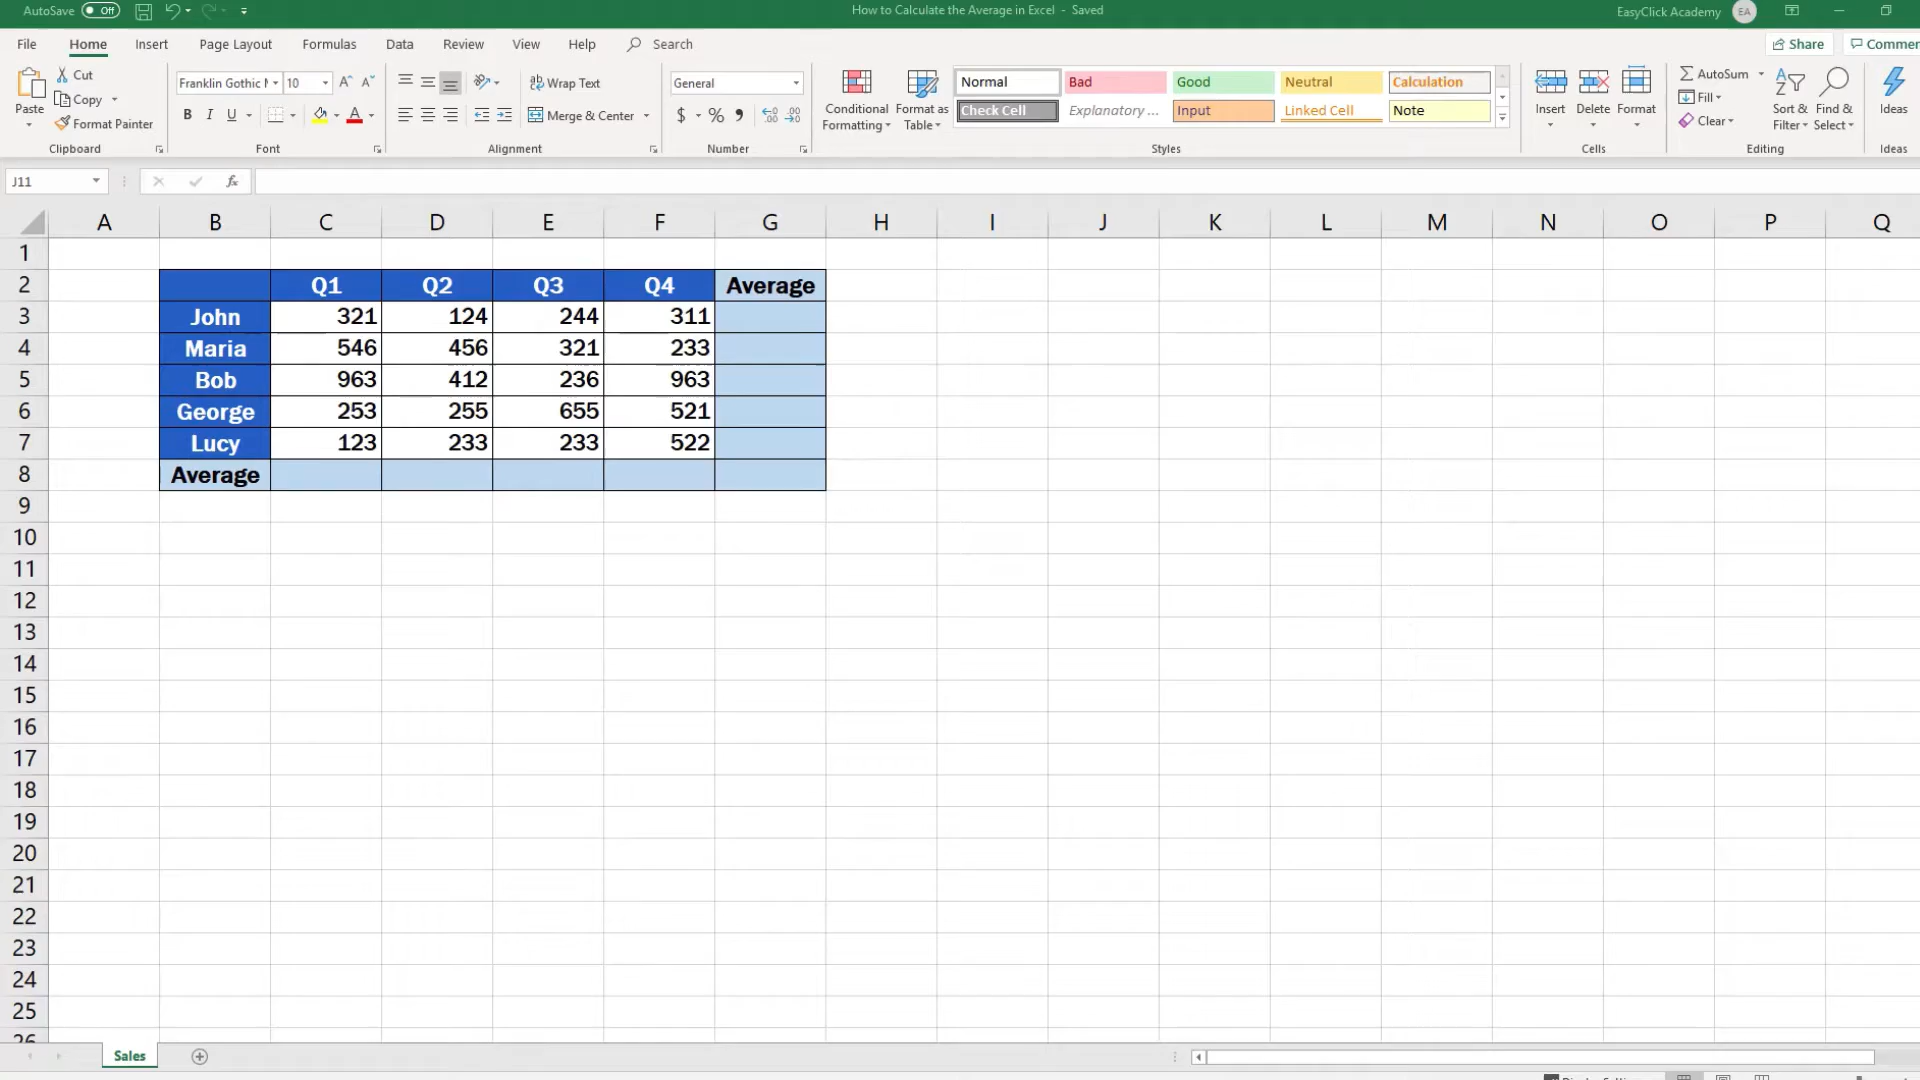 AutoSave Off How to Calculate the Average in Excel - Saved EasyClick Academy EA
File Home Insert Page Layout Formulas Data Review View Help Search Share
Paste Cut Copy Format Painter
Franklin Gothic 10 A A
B I U A
Wrap Text
Merge & Center
General
$ % 9
Conditional Formatting Format as Table
Normal Bad Good Neutral Calculation
Check Cell Explanatory ... Input Linked Cell Note
Insert Delete Format
AutoSum
Fill
Clear
Sort & Filter Find & Select Ideas
Clipboard Font Alignment Number Styles Cells Editing Ideas
J11 fx
A B C D E F G H I J K L M N O P Q
1
2 Q1 Q2 Q3 Q4 Average
3 John 321 124 244 311
4 Maria 546 456 321 233
5 Bob 963 412 236 963
6 George 253 255 655 521
7 Lucy 123 233 233 522
8 Average
9
10
11
12
13
14
15
16
17
18
19
20
21
22
23
24
25
26
Sales